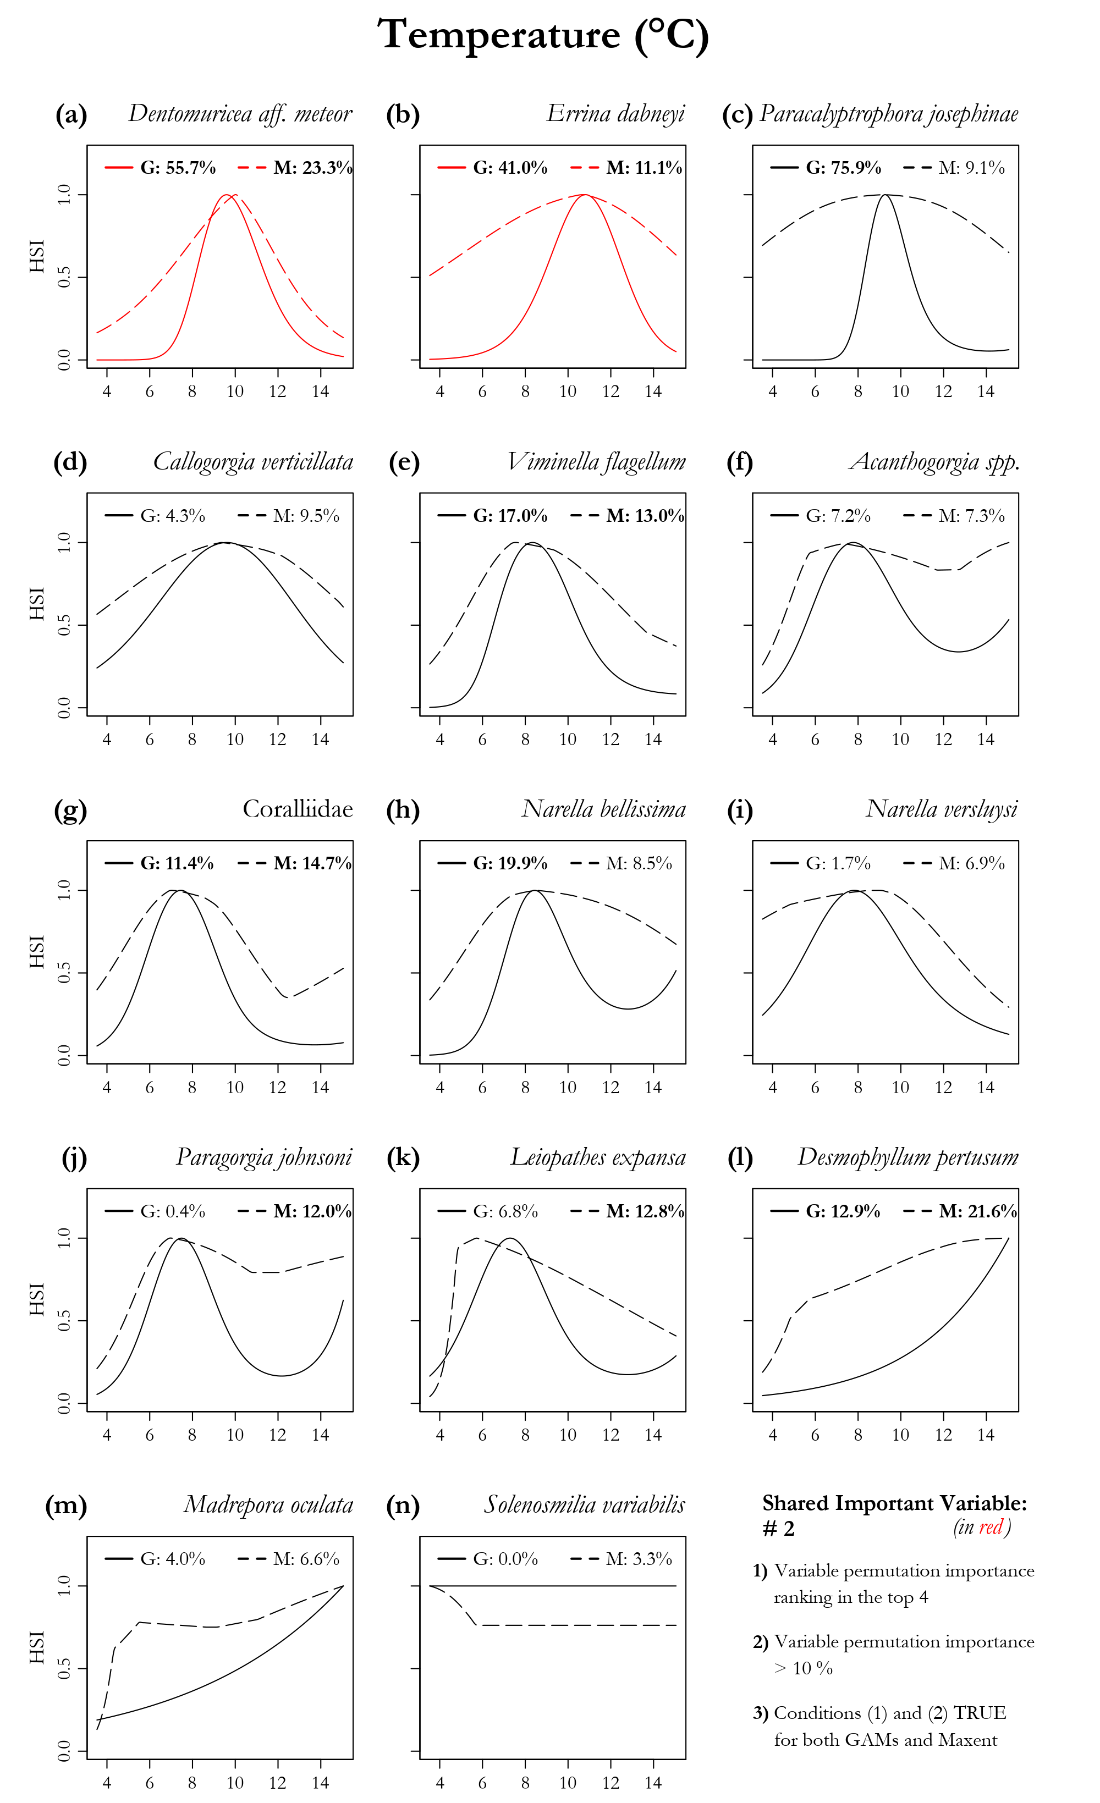 Temperature (°C)
(a) Dentomuricea aff. meteor
(b) Errina dabneyi
(c) Paracalyptrophora josephinae
G: 55.7% M: 23.3%
G: 41.0% M: 11.1%
G: 75.9% M: 9.1%
HSI
0.0 0.5 1.0
4 6 8 10 12 14
4 6 8 10 12 14
4 6 8 10 12 14
(d) Callogorgia verticillata
(e) Viminella flagellum
(f) Acanthogorgia spp.
G: 4.3% M: 9.5%
G: 17.0% M: 13.0%
G: 7.2% M: 7.3%
HSI
0.0 0.5 1.0
4 6 8 10 12 14
4 6 8 10 12 14
4 6 8 10 12 14
(g) Coralliidae
(h) Narella bellissima
(i) Narella versluysi
G: 11.4% M: 14.7%
G: 19.9% M: 8.5%
G: 1.7% M: 6.9%
HSI
0.0 0.5 1.0
4 6 8 10 12 14
4 6 8 10 12 14
4 6 8 10 12 14
(j) Paragorgia johnsoni
(k) Leiopathes expansa
(l) Desmophyllum pertusum
G: 0.4% M: 12.0%
G: 6.8% M: 12.8%
G: 12.9% M: 21.6%
HSI
0.0 0.5 1.0
4 6 8 10 12 14
4 6 8 10 12 14
4 6 8 10 12 14
(m) Madrepora oculata
(n) Solenosmilia variabilis
G: 4.0% M: 6.6%
G: 0.0% M: 3.3%
HSI
0.0 0.5 1.0
4 6 8 10 12 14
4 6 8 10 12 14
Shared Important Variable:
# 2 (in red)
1) Variable permutation importance
ranking in the top 4
2) Variable permutation importance
> 10 %
3) Conditions (1) and (2) TRUE
for both GAMs and Maxent